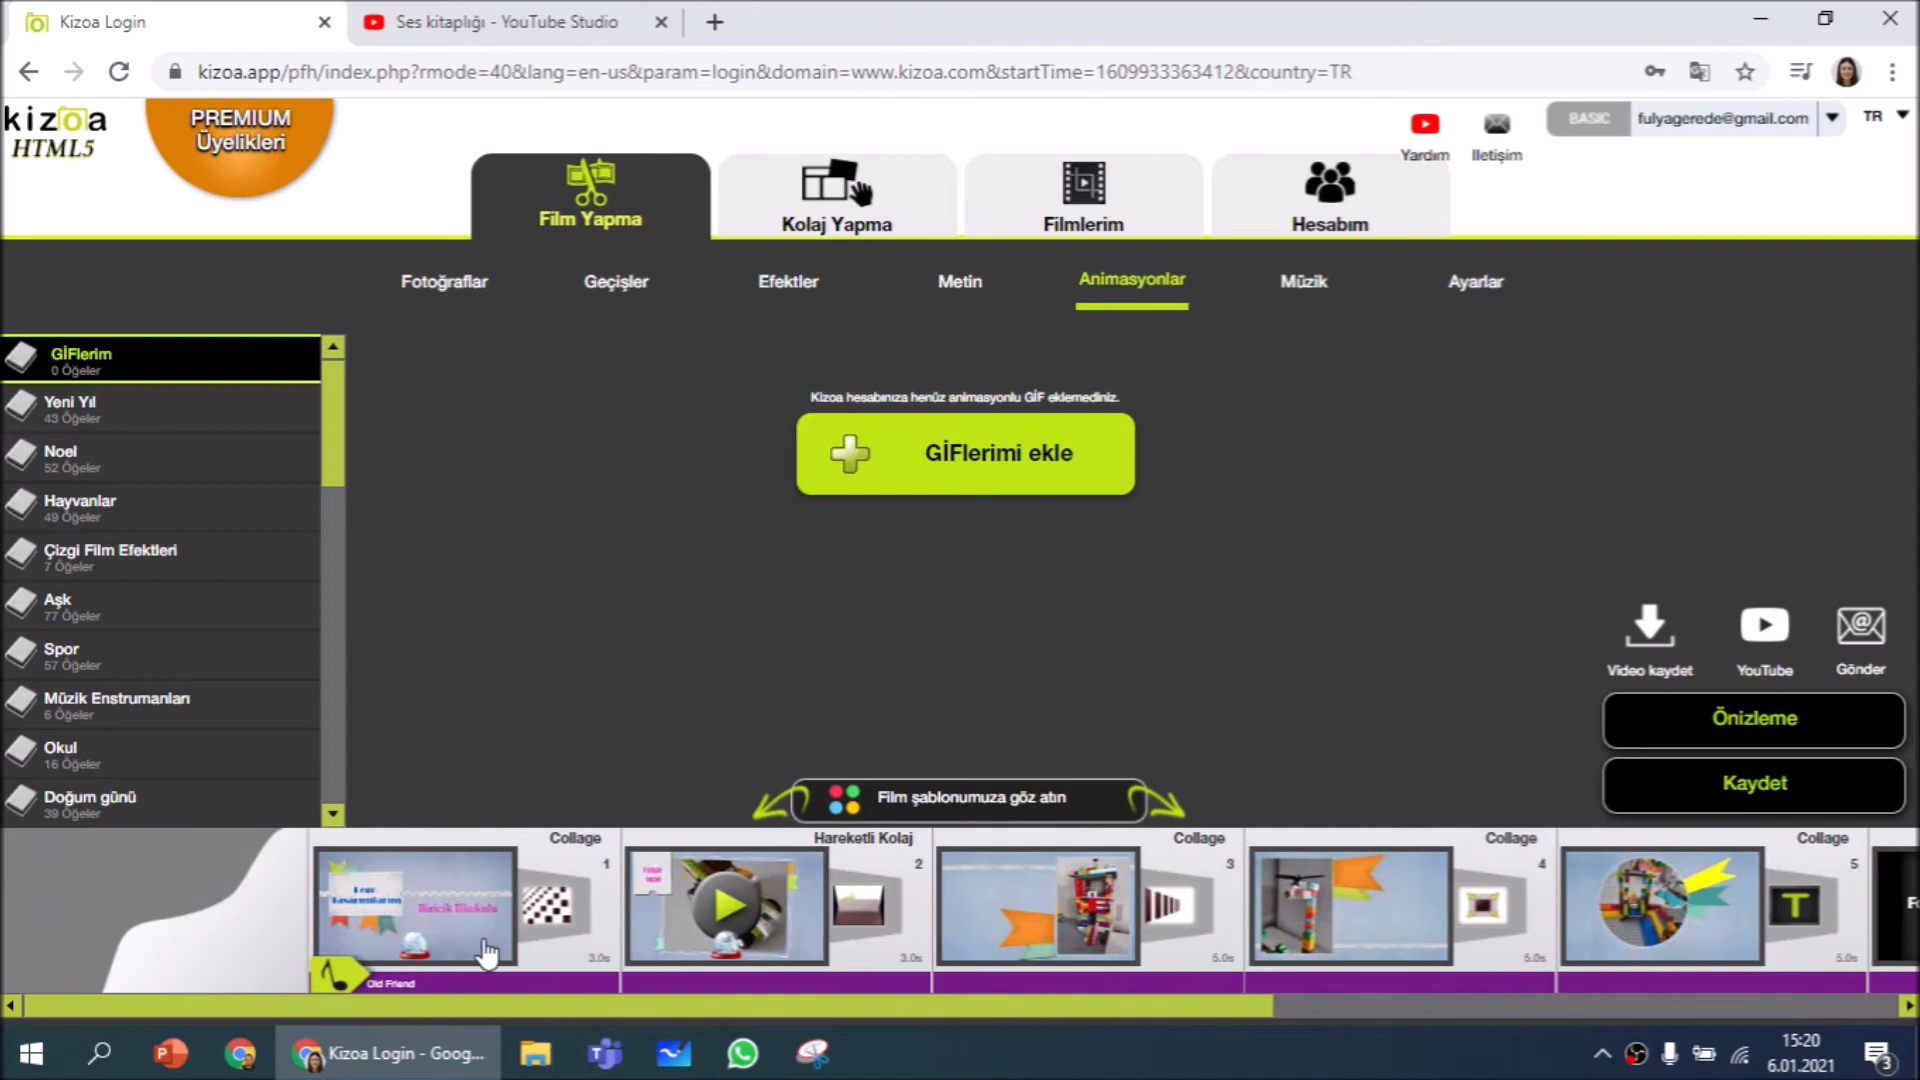 Kizoa Login
Ses kitaplığı - YouTube Studio
kizoa.app/pfh/index.php?rmode=40&lang=en-us&param=login&domain=www.kizoa.com&startTime=1609933363412&country=TR
kizoa
HTML5
PREMIUM
Üyelikleri
Yardım
Iletişim
BASIC
fulyagerede@gmail.com
TR
Film Yapma
Kolaj Yapma
Filmlerim
Hesabım
Fotoğraflar
Geçişler
Efektler
Metin
Animasyonlar
Müzik
Ayarlar
GİFlerim
0 Öğeler
Yeni Yıl
43 Öğeler
Noel
52 Öğeler
Hayvanlar
49 Öğeler
Çizgi Film Efektleri
7 Öğeler
Aşk
77 Öğeler
Spor
57 Öğeler
Müzik Enstrumanları
6 Öğeler
Okul
16 Öğeler
Doğum günü
39 Öğeler
Kizoa hesabınıza henüz animasyonlu GİF eklemediniz.
GİFlerimi ekle
Video kaydet
YouTube
Gönder
Önizleme
Kaydet
Film şablonumuza göz atın
Collage
1
Lego
Tasarımlarım
Biricik İlkokulu
3.0s
Hareketli Kolaj
2
3.0s
Collage
3
5.0s
Collage
4
5.0s
Collage
5
T
5.0s
Old Friend
Kizoa Login - Goog...
15:20
6.01.2021
3